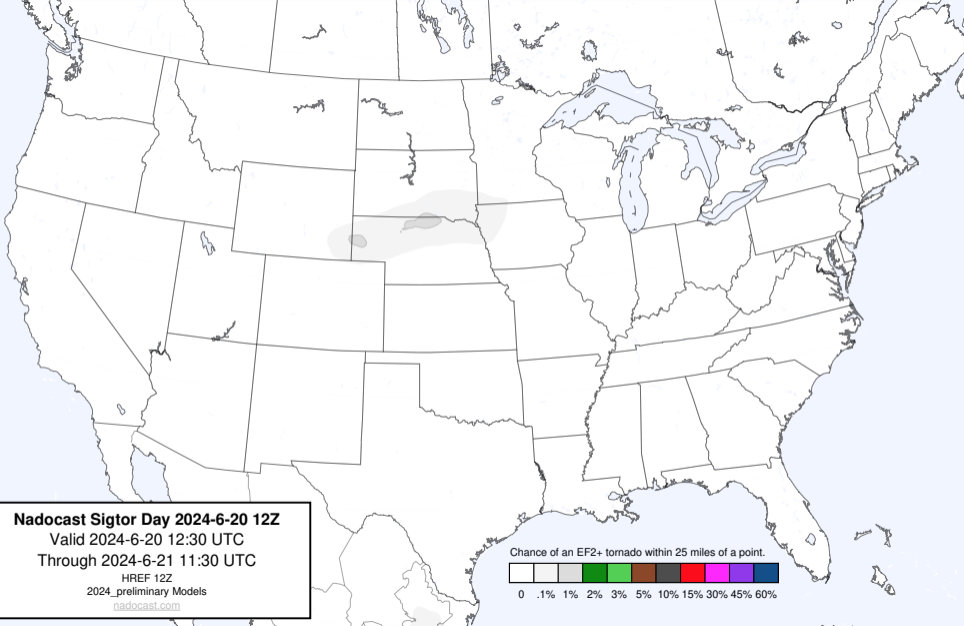 Nadocast Sigtor Day 2024-6-20 12Z
Valid 2024-6-20 12:30 UTC
Through 2024-6-21 11:30 UTC
HREF 12Z
2024_preliminary Models
nadocast.com
Chance of an EF2+ tornado within 25 miles of a point.
0 .1% 1% 2% 3% 5% 10% 15% 30% 45% 60%